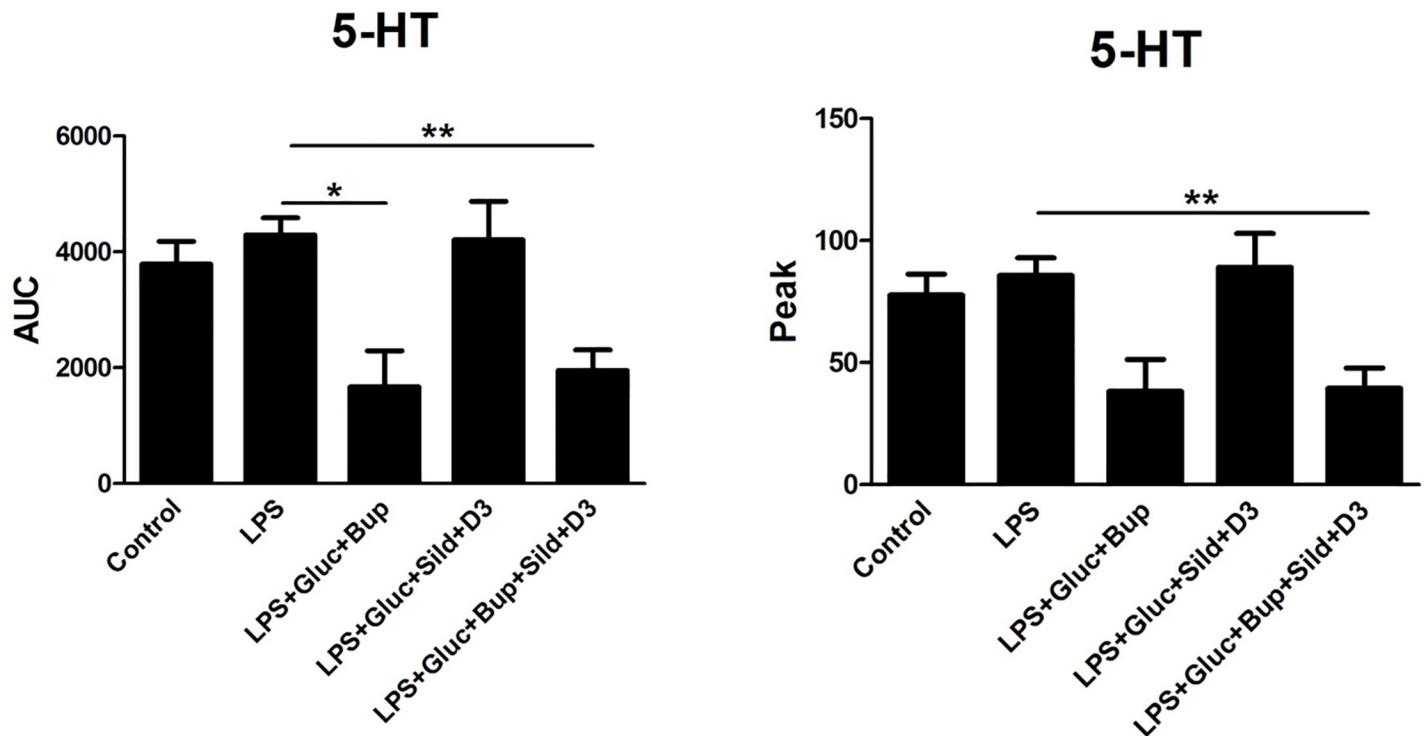 5-HT
6000
4000
2000
0
AUC
**
*
Control
LPS
LPS+Gluc+Bup
LPS+Gluc+Sild+D3
LPS+Gluc+Bup+Sild+D3
5-HT
150
100
50
0
Peak
**
Control
LPS
LPS+Gluc+Bup
LPS+Gluc+Sild+D3
LPS+Gluc+Bup+Sild+D3